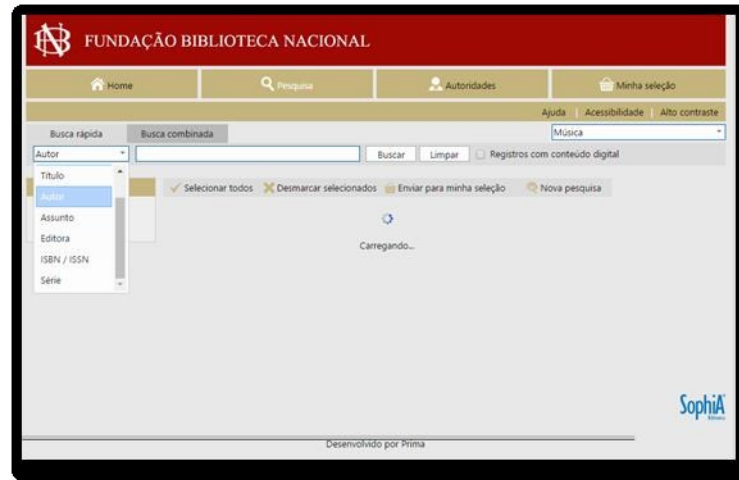 FUNDAÇÃO BIBLIOTECA NACIONAL
Home Pesquisa Autoridades Minha seleção
Ajuda | Acessibilidade | Alto contraste
Busca rápida Busca combinada Música
Autor Buscar Limpar Registros com conteúdo digital
Título
Selecionar todos Desmarcar selecionados Enviar para minha seleção Nova pesquisa
Autor
Assunto
Editora
Carregando...
ISBN / ISSN
Série
SophiA
Desenvolvido por Prima